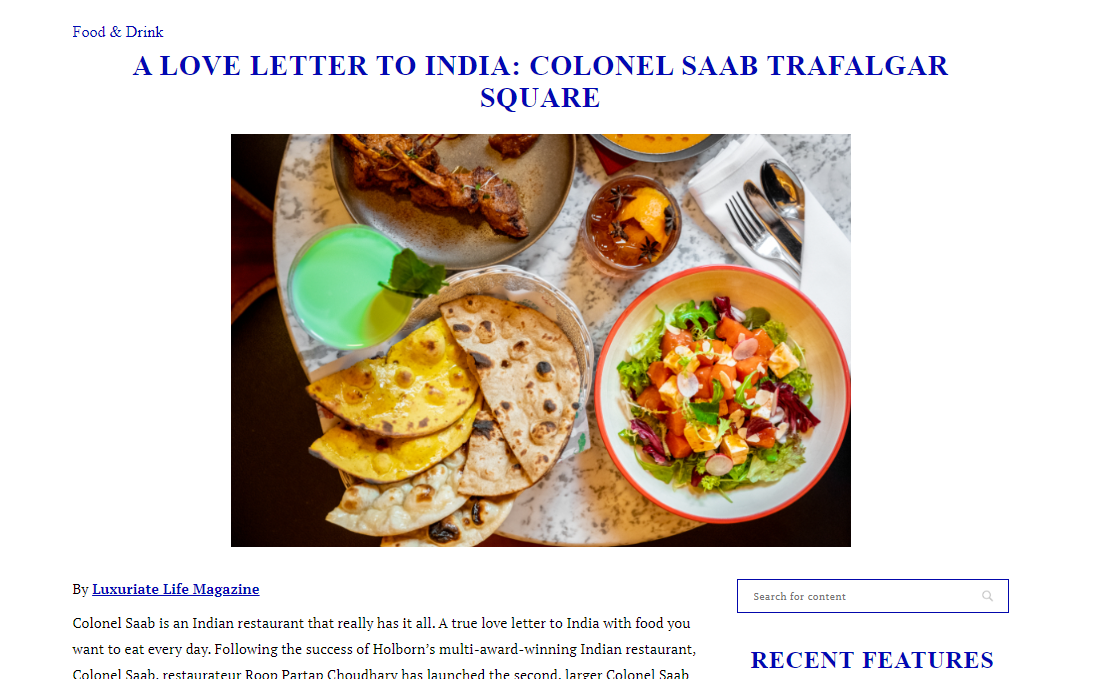 Food & Drink
A LOVE LETTER TO INDIA: COLONEL SAAB TRAFALGAR
SQUARE
By Luxuriate Life Magazine
Search for content
Colonel Saab is an Indian restaurant that really has it all. A true love letter to India with food you
want to eat every day. Following the success of Holborn’s multi-award-winning Indian restaurant,
Colonel Saab, restaurateur Roop Partap Choudhary has launched the second, larger Colonel Saab
RECENT FEATURES